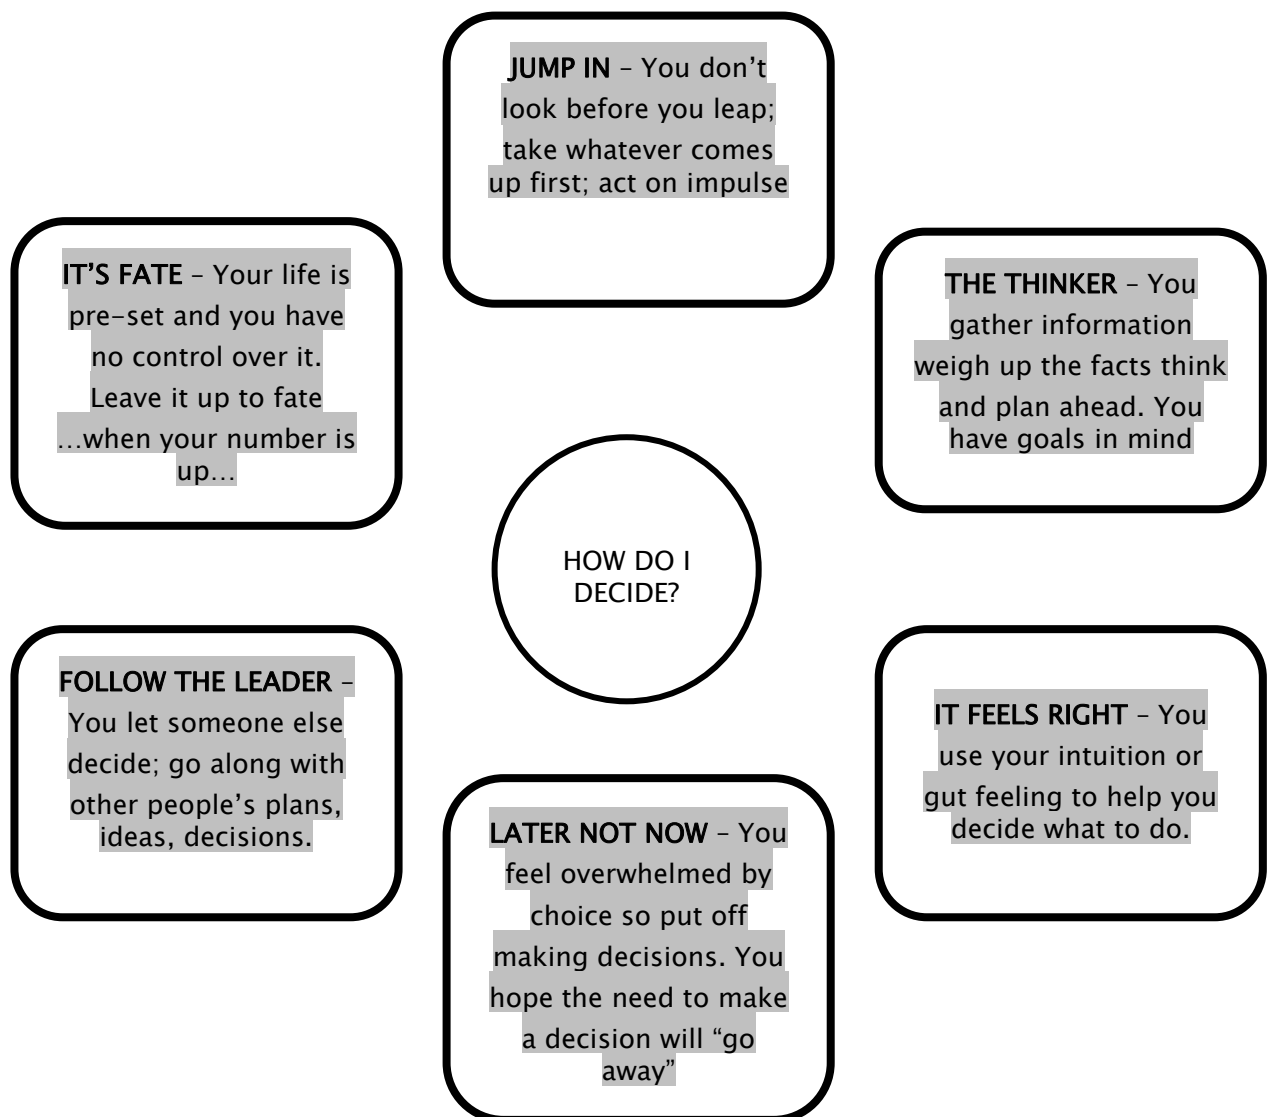 JUMP IN – You don’t
look before you leap;
take whatever comes
up first; act on impulse
IT’S FATE – Your life is
pre-set and you have
no control over it.
Leave it up to fate
…when your number is
up…
THE THINKER – You
gather information
weigh up the facts think
and plan ahead. You
have goals in mind
HOW DO I
DECIDE?
FOLLOW THE LEADER –
You let someone else
decide; go along with
other people’s plans,
ideas, decisions.
IT FEELS RIGHT – You
use your intuition or
gut feeling to help you
decide what to do.
LATER NOT NOW – You
feel overwhelmed by
choice so put off
making decisions. You
hope the need to make
a decision will “go
away”